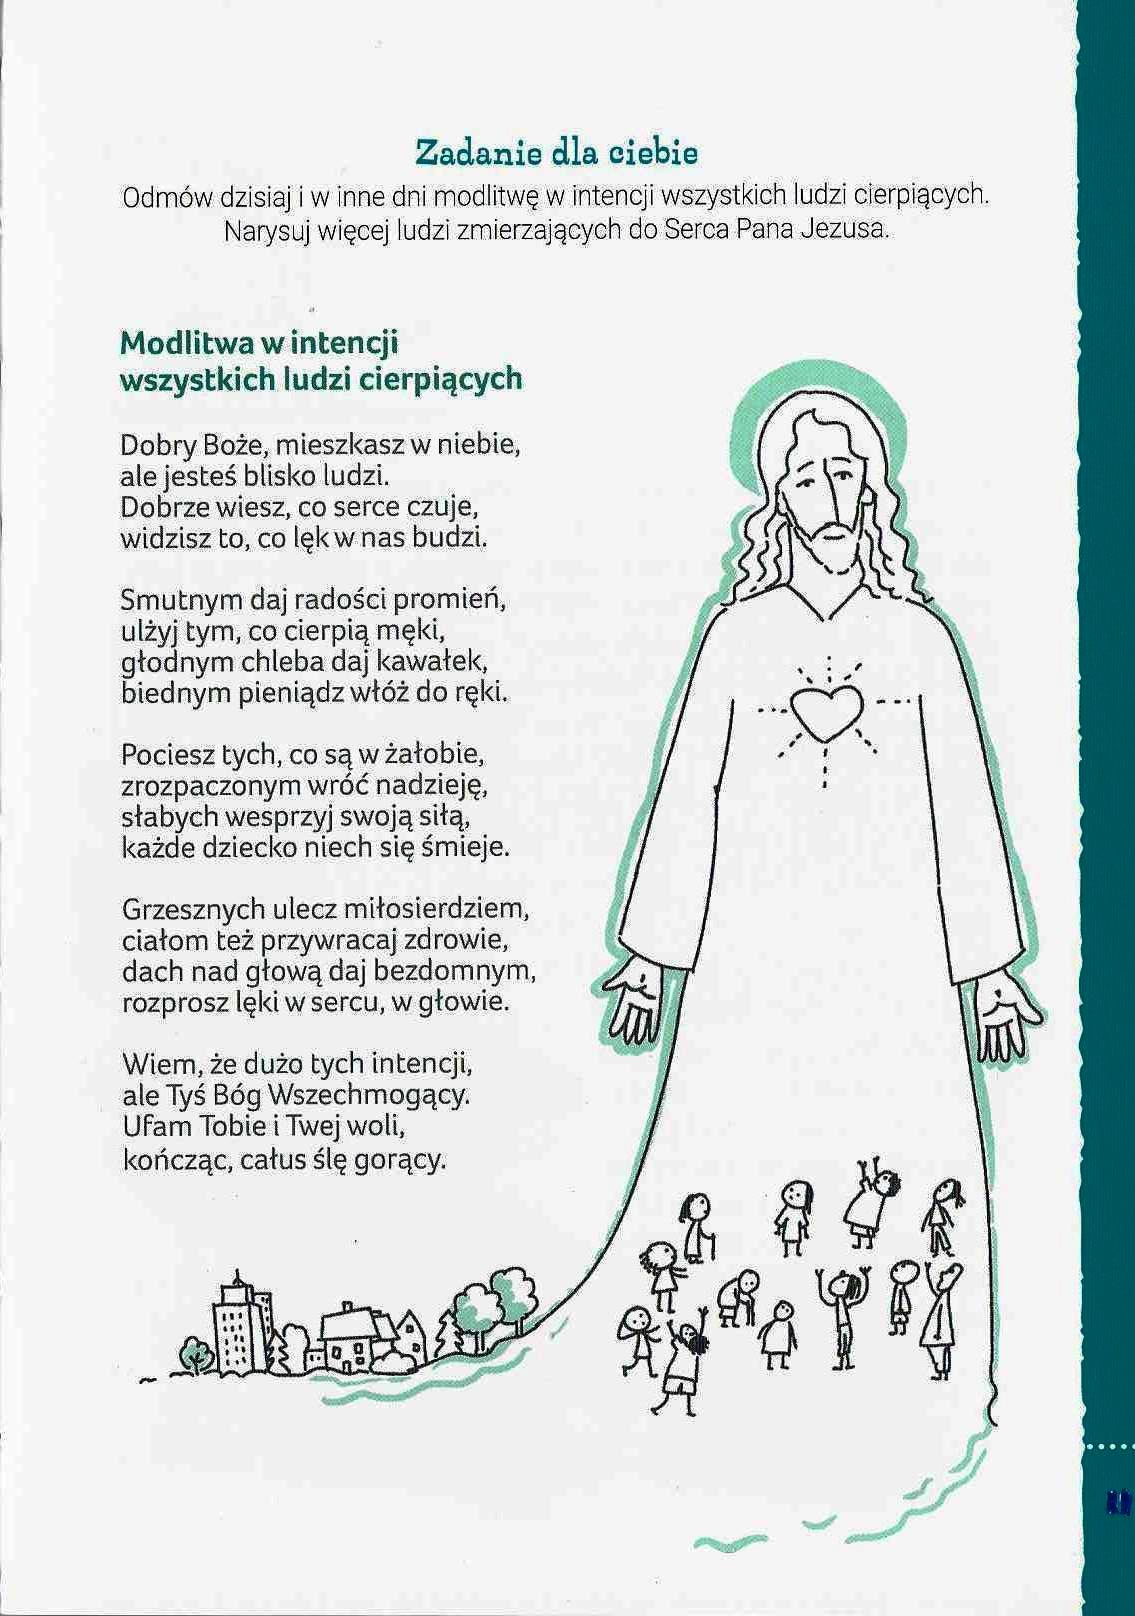 Zadanie dla ciebie
Odmów dzisiaj i w inne dni modlitwę w intencji wszystkich ludzi cierpiących.
Narysuj więcej ludzi zmierzających do Serca Pana Jezusa.
Modlitwa w intencji
wszystkich ludzi cierpiących
Dobry Boże, mieszkasz w niebie,
ale jesteś blisko ludzi.
Dobrze wiesz, co serce czuje,
widzisz to, co lęk w nas budzi.
Smutnym daj radości promień,
ulżyj tym, co cierpią męki,
głodnym chleba daj kawałek,
biednym pieniądz włóż do ręki.
Pociesz tych, co są w żałobie,
zrozpaczonym wróć nadzieję,
słabych wesprzyj swoją siłą,
każde dziecko niech się śmieje.
Grzesznych ulecz miłosierdziem,
ciałom też przywracaj zdrowie,
dach nad głową daj bezdomnym,
rozprosz lęki w sercu, w głowie.
Wiem, że dużo tych intencji,
ale Tyś Bóg Wszechmogący.
Ufam Tobie i Twej woli,
kończąc, całus ślę gorący.